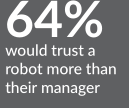 64%
would trust a
robot more than
their manager